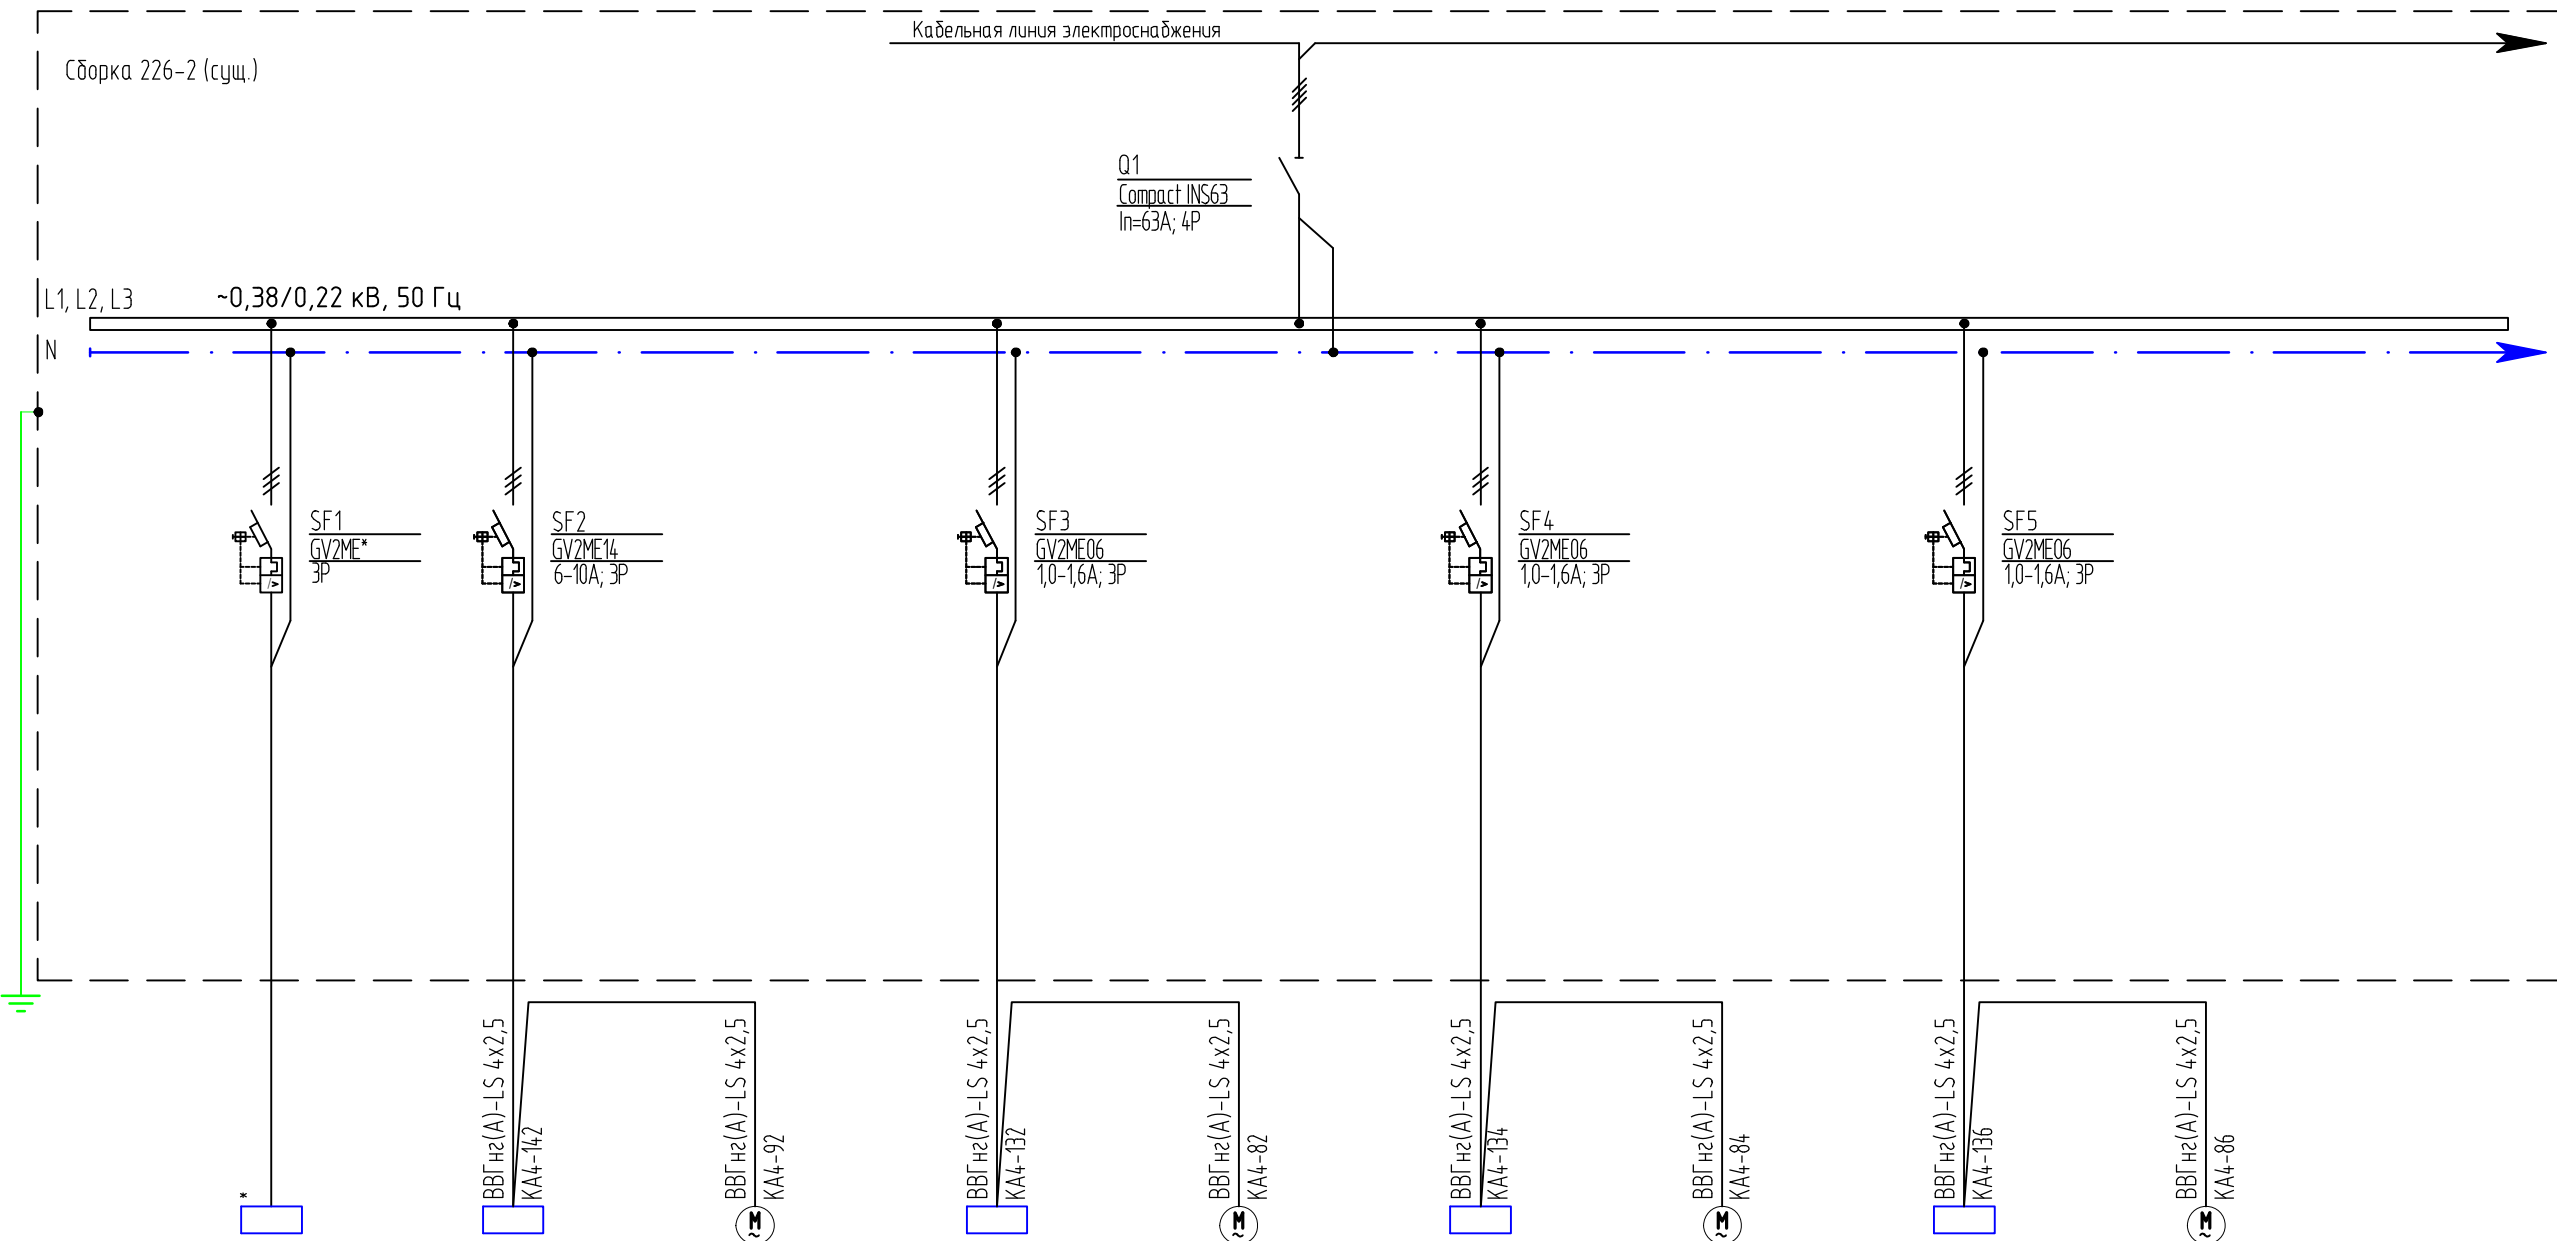 Кабельная линия электроснабжения
Сборка 226-2 (сущ.)
Q1
Compact INS63
In=63A; 4P
L1, L2, L3
~0,38/0,22 кВ, 50 Гц
N
SF1
GV2ME*
3P
SF2
GV2ME14
6-10A; 3P
SF3
GV2ME06
1,0-1,6A; 3P
SF4
GV2ME06
1,0-1,6A; 3P
SF5
GV2ME06
1,0-1,6A; 3P
*
ВВГнг(А)-LS 4х2,5
КА4-142
ВВГнг(А)-LS 4х2,5
КА4-92
ВВГнг(А)-LS 4х2,5
КА4-132
ВВГнг(А)-LS 4х2,5
КА4-82
ВВГнг(А)-LS 4х2,5
КА4-134
ВВГнг(А)-LS 4х2,5
КА4-84
ВВГнг(А)-LS 4х2,5
КА4-136
ВВГнг(А)-LS 4х2,5
КА4-86
M
~
M
~
M
~
M
~